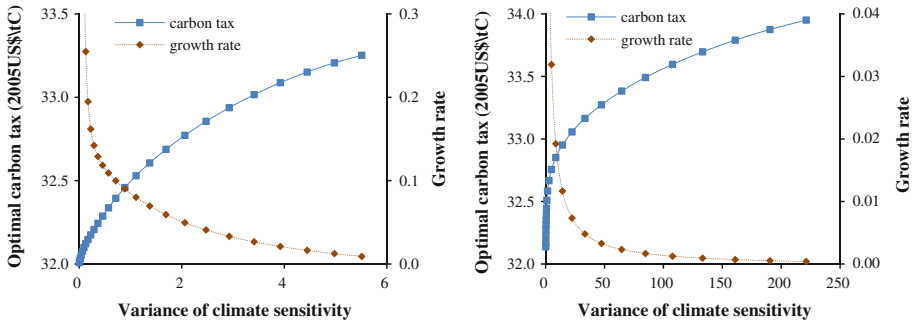 Optimal carbon tax (2005US$\tC)
33.5
33.0
32.5
32.0
carbon tax
growth rate
0.3
0.2
0.1
0.0
Growth rate
0
2
4
6
Variance of climate sensitivity
Optimal carbon tax (2005US$\tC)
34.0
33.5
33.0
32.5
32.0
carbon tax
growth rate
0.04
0.03
0.02
0.01
0.00
Growth rate
0
50
100
150
200
250
Variance of climate sensitivity